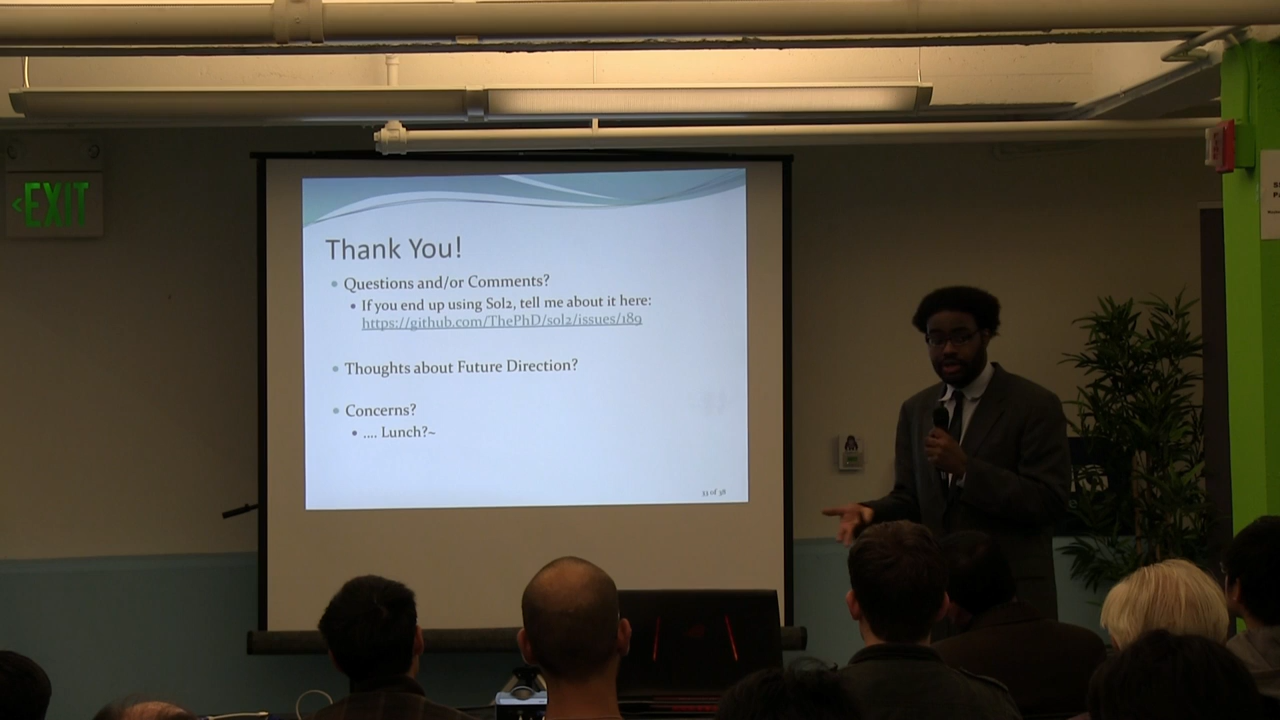 <EXIT
Thank You!
Questions and/or Comments?
If you end up using Sol2, tell me about it here:
https://github.com/ThePhD/sol2/issues/189
Thoughts about Future Direction?
Concerns?
.... Lunch?~